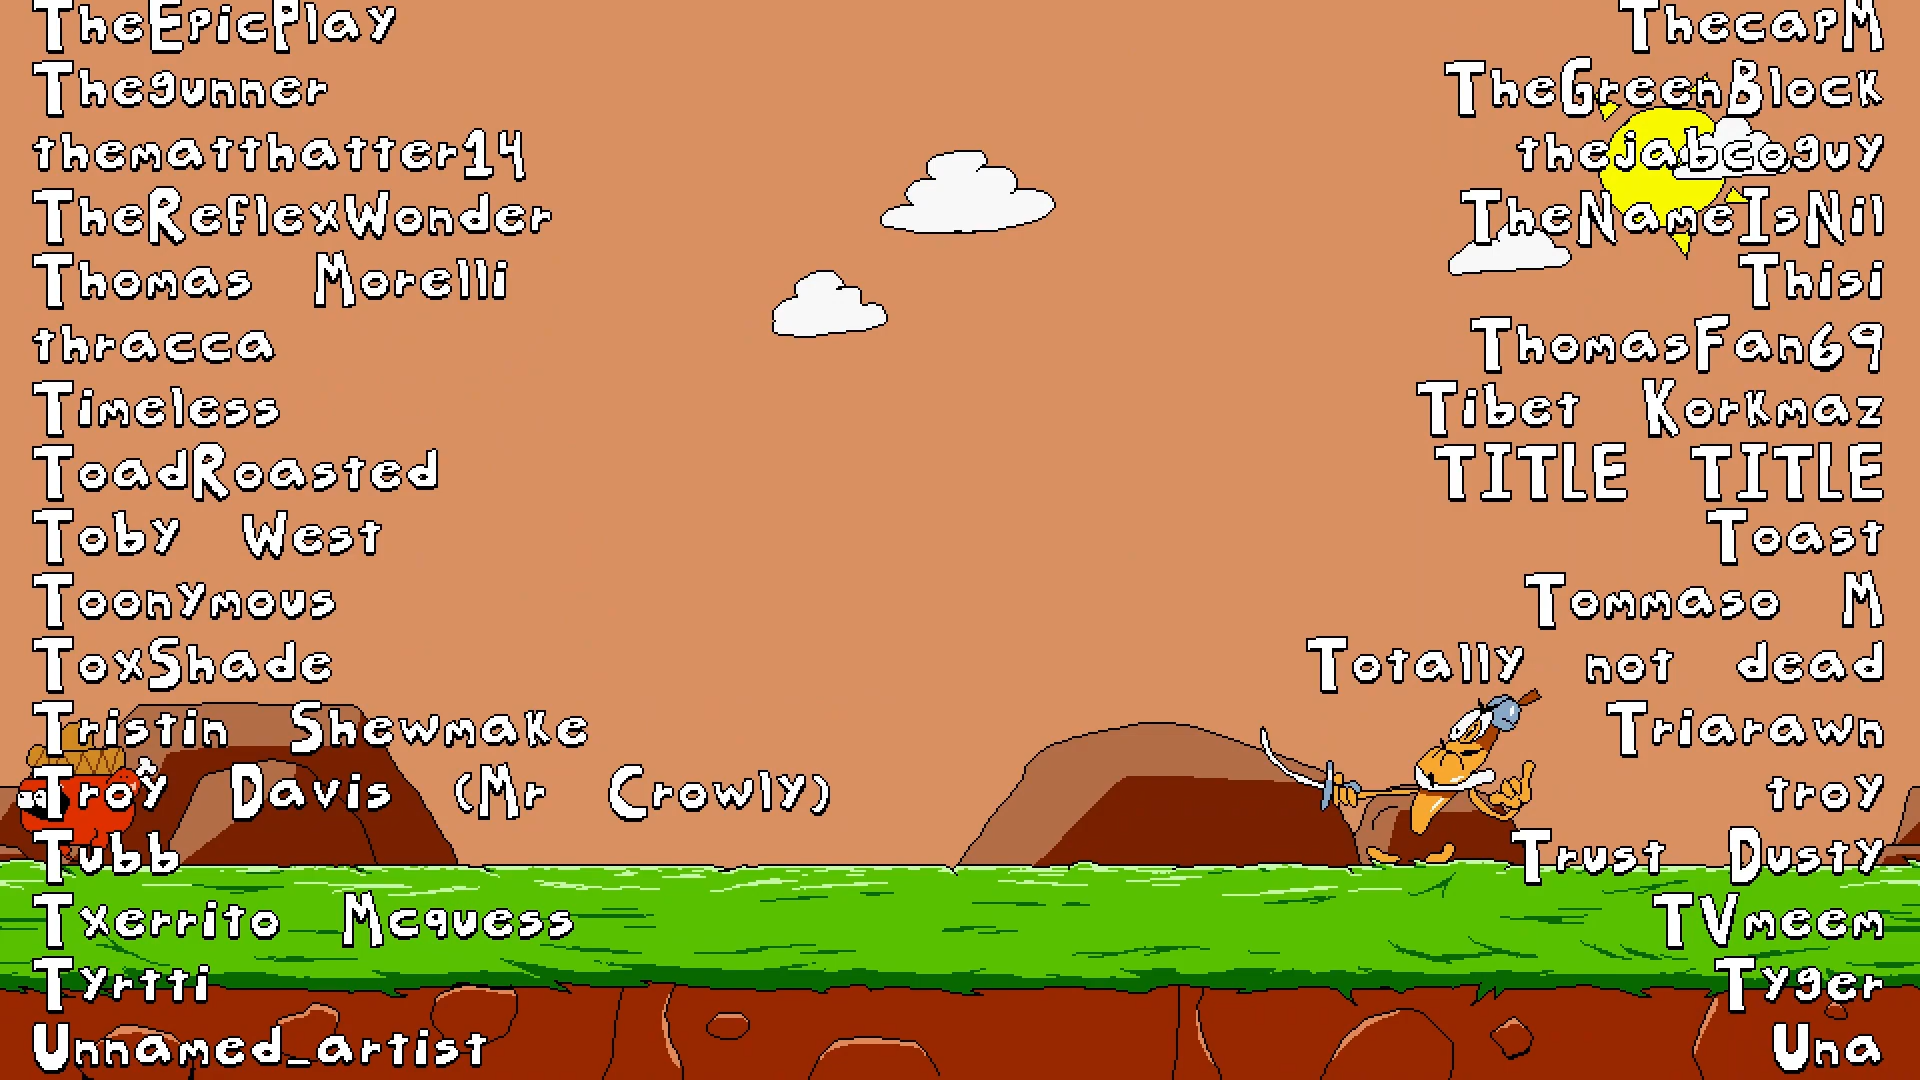 TheEpicPlay ThecapM
Thegunner TheGreenBlock
thematthatter14 thejabcoguy
TheReflexWonder TheNameIsNil
Thomas Morelli Thisi
thracca ThomasFan69
Timeless Tibet Korkmaz
ToadRoasted TITLE TITLE
Toby West Toast
Toonymous Tommaso M
ToxShade Totally not dead
Tristin Shewmake Triarawn
Troy Davis (Mr Crowly) troy
Tubb Trust Dusty
Txerrito Mcguess TVmeem
Tyrtti Tyger
Unnamed_artist Una